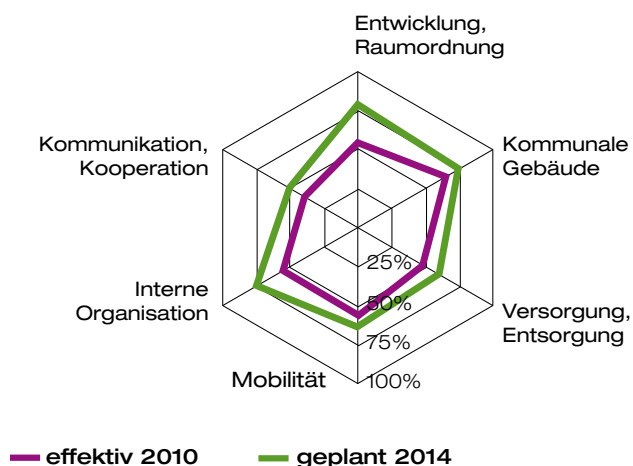 Entwicklung,
Raumordnung
Kommunikation,
Kooperation
Kommunale
Gebäude
25%
Interne
Organisation
50%
Versorgung,
Entsorgung
75%
Mobilität
100%
effektiv 2010
geplant 2014